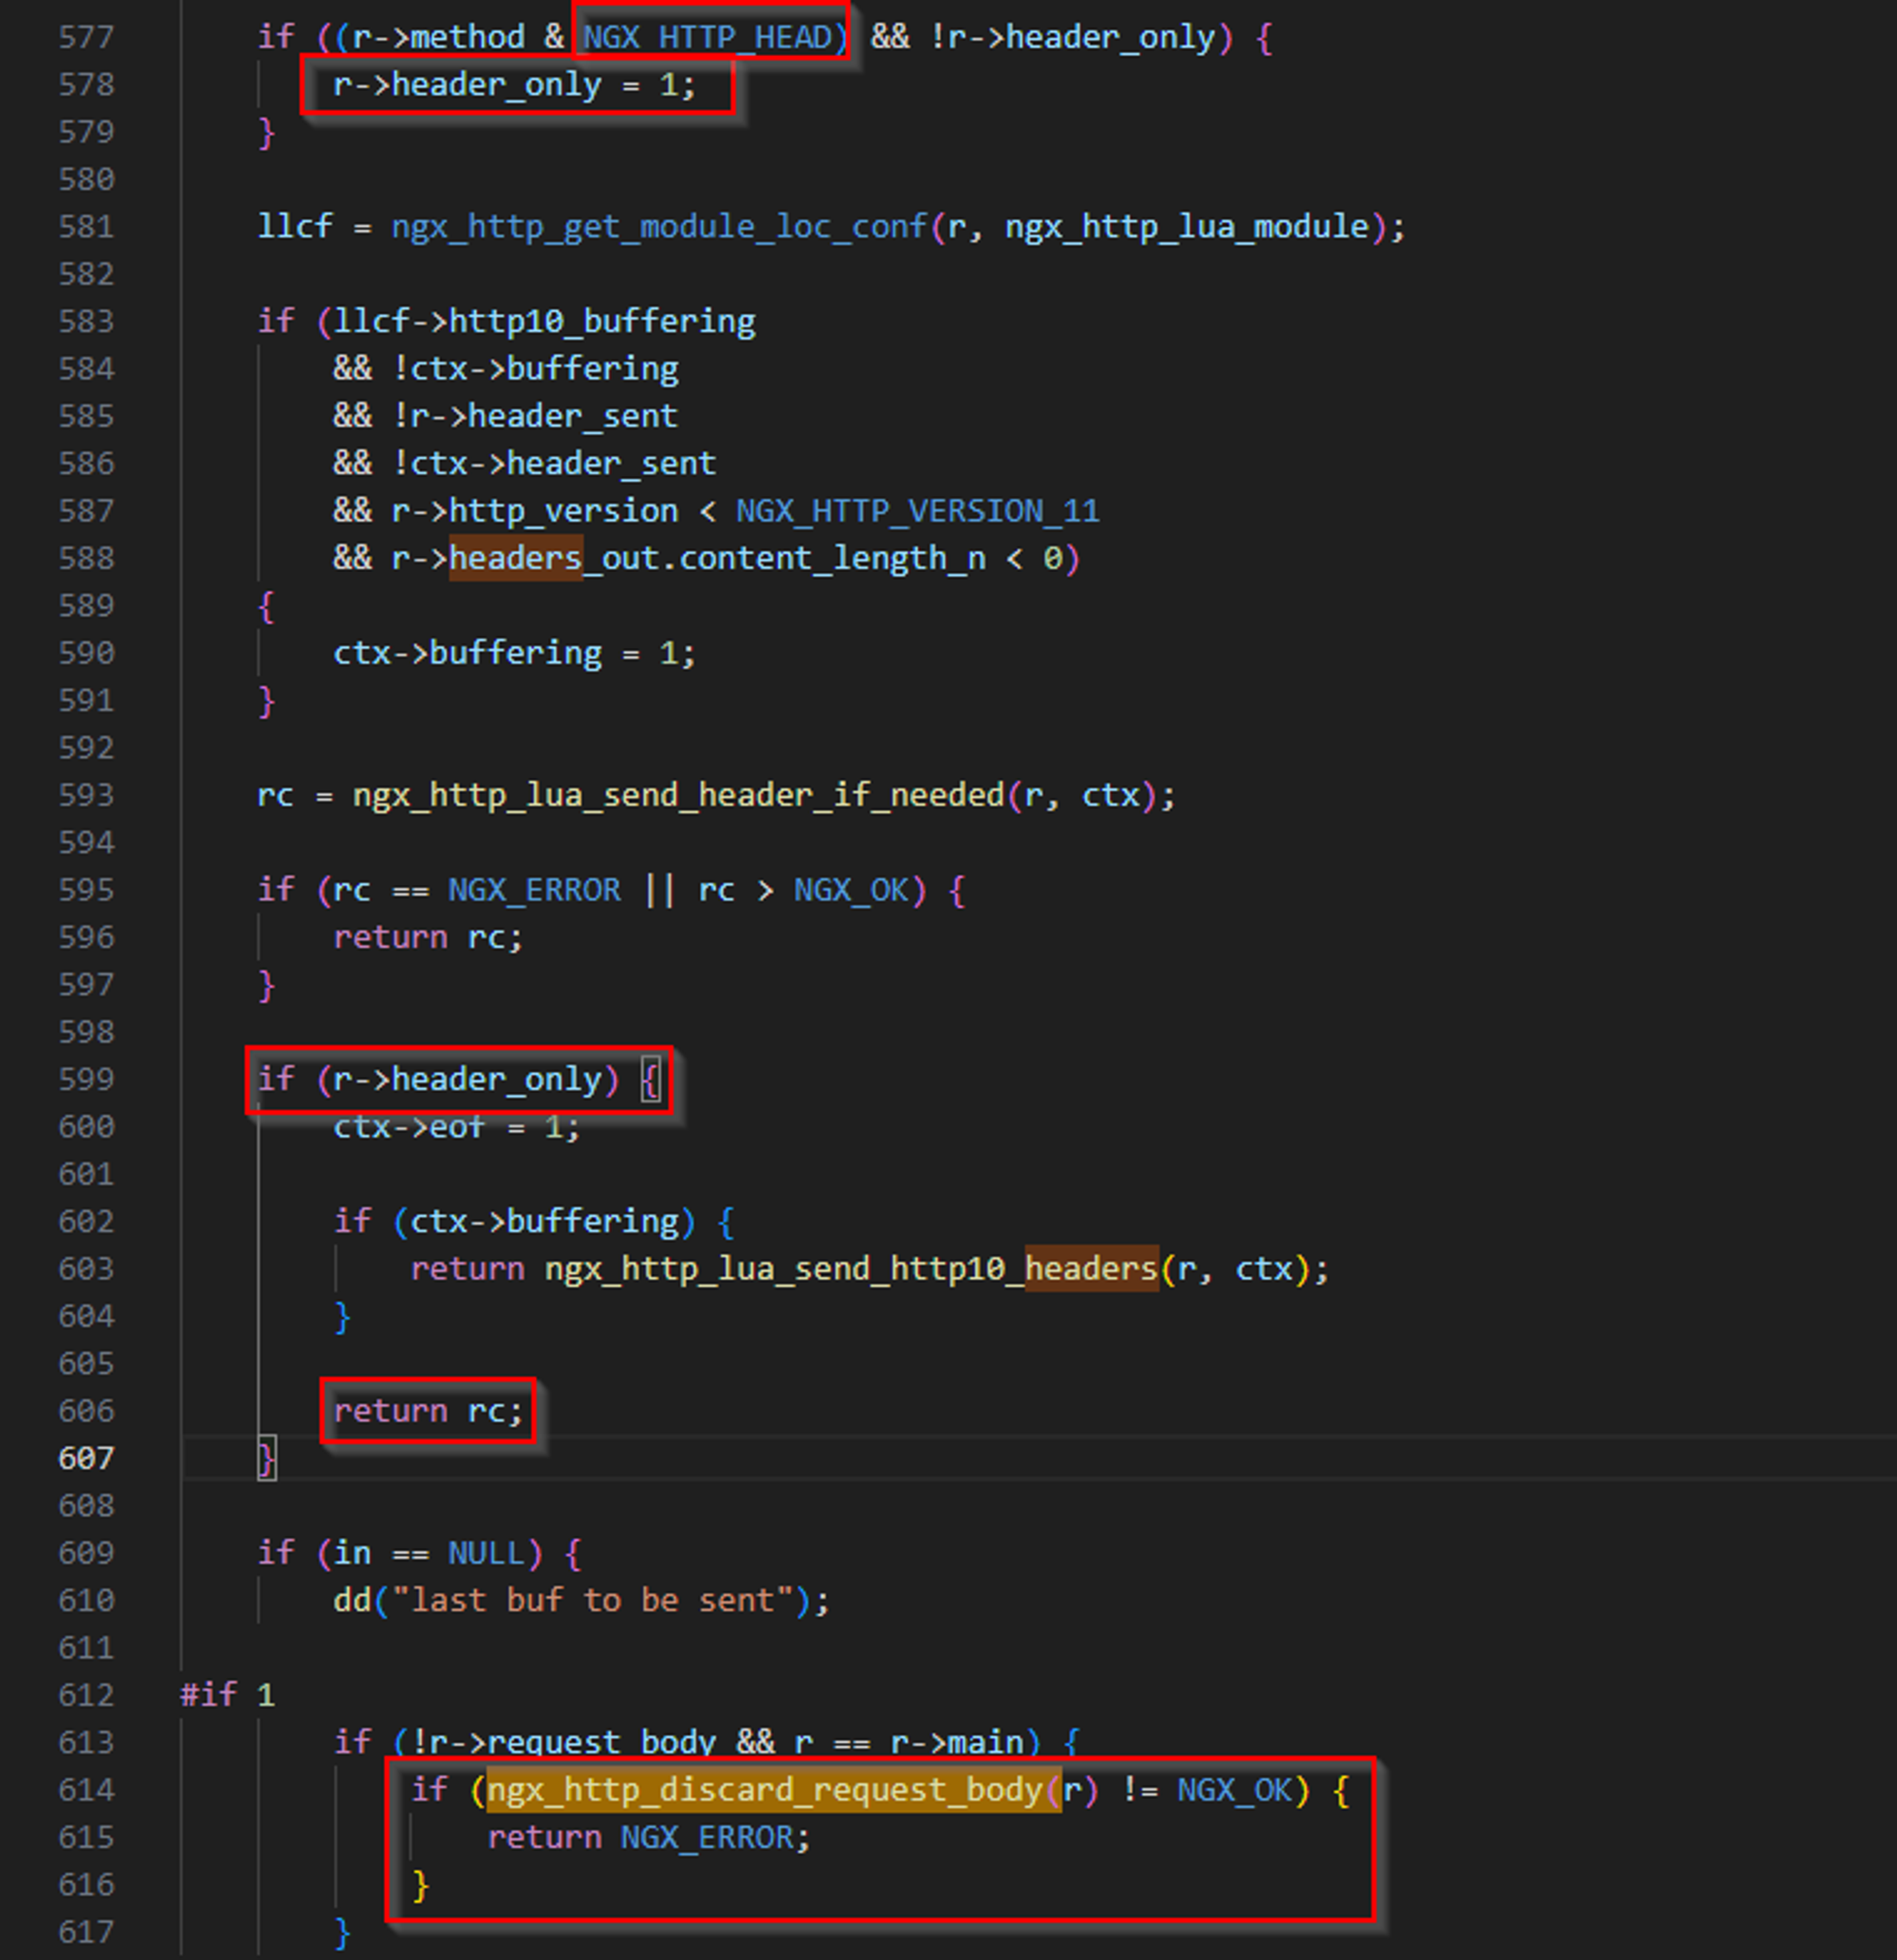 577 if ((r->method & NGX_HTTP_HEAD) && !r->header_only) {
578 r->header_only = 1;
579 }
580
581 llcf = ngx_http_get_module_loc_conf(r, ngx_http_lua_module);
582
583 if (llcf->http10_buffering
584 && !ctx->buffering
585 && !r->header_sent
586 && !ctx->header_sent
587 && r->http_version < NGX_HTTP_VERSION_11
588 && r->headers_out.content_length_n < 0)
589 {
590 ctx->buffering = 1;
591 }
592
593 rc = ngx_http_lua_send_header_if_needed(r, ctx);
594
595 if (rc == NGX_ERROR || rc > NGX_OK) {
596 return rc;
597 }
598
599 if (r->header_only) {
600 ctx->eof = 1;
601
602 if (ctx->buffering) {
603 return ngx_http_lua_send_http10_headers(r, ctx);
604 }
605
606 return rc;
607 }
608
609 if (in == NULL) {
610 dd("last buf to be sent");
611
612 #if 1
613 if (!r->request_body && r == r->main) {
614 if (ngx_http_discard_request_body(r) != NGX_OK) {
615 return NGX_ERROR;
616 }
617 }